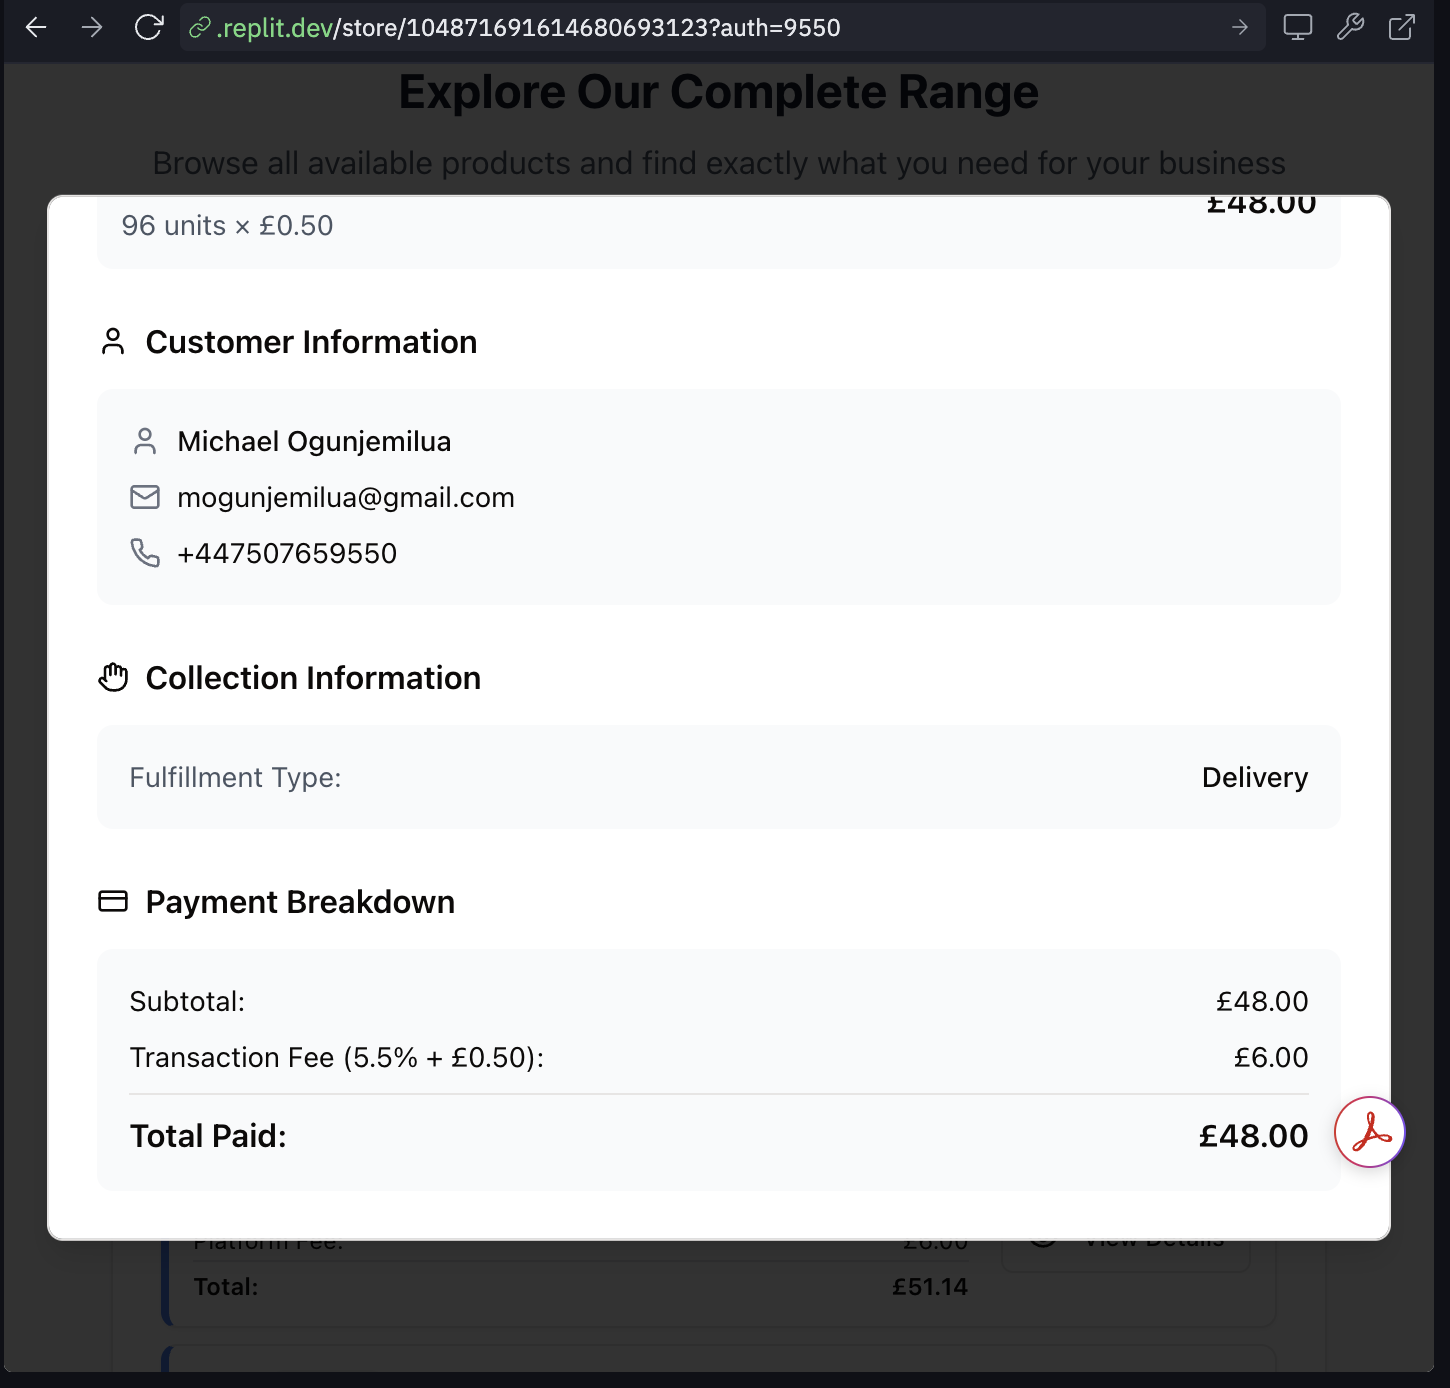 .replit.dev/store/104871691614680693123?auth=9550
Explore Our Complete Range
Browse all available products and find exactly what you need for your business
£48.00
96 units × £0.50
Customer Information
Michael Ogunjemilua
mogunjemilua@gmail.com
+447507659550
Collection Information
Fulfillment Type: Delivery
Payment Breakdown
Subtotal: £48.00
Transaction Fee (5.5% + £0.50): £6.00
Total Paid: £48.00
Platform Fee: £6.00 View Details
Total: £51.14